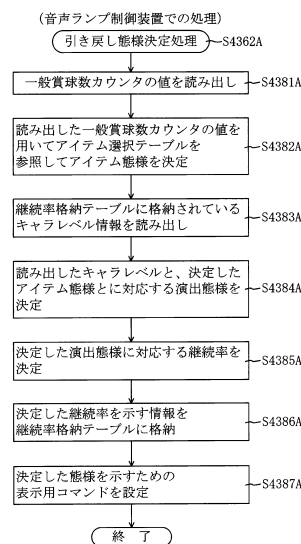 (音声ランプ制御装置での処理)
引き戻し態様決定処理
S4362A
一般賞球数カウンタの値を読み出し
S4381A
読み出した一般賞球数カウンタの値を
用いてアイテム選択テーブルを
参照してアイテム態様を決定
S4382A
継続率格納テーブルに格納されている
キャラレベル情報を読み出し
S4383A
読み出したキャラレベルと、決定した
アイテム態様とに対応する演出態様を
決定
S4384A
決定した演出態様に対応する継続率を
決定
S4385A
決定した継続率を示す情報を
継続率格納テーブルに格納
S4386A
決定した態様を示すための
表示用コマンドを設定
S4387A
終 了